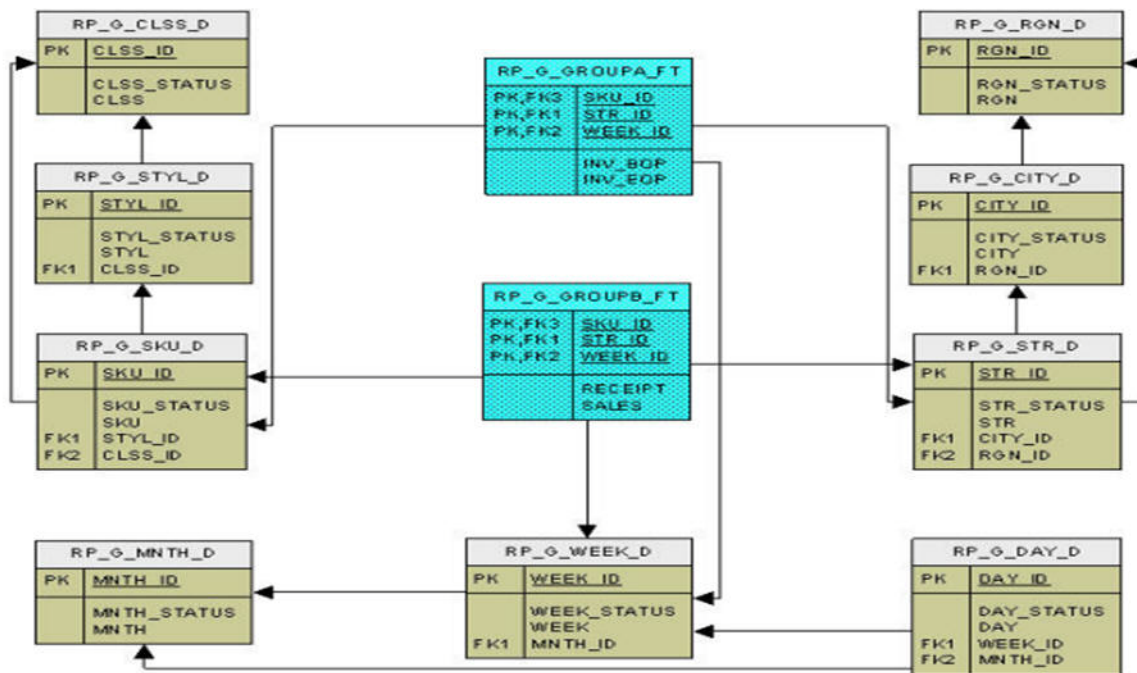 RP_G_CLSS_D
PK CLSS_ID
CLSS_STATUS
CLSS
RP_G_STYL_D
PK STYL_ID
STYL_STATUS
STYL
FK1 CLSS_ID
RP_G_SKU_D
PK SKU_ID
SKU_STATUS
SKU
FK1 STYL_ID
FK2 CLSS_ID
RP_G_MNTH_D
PK MNTH_ID
MNTH_STATUS
MNTH
RP_G_GROUPA_FT
PK,FK3 SKU_ID
PK,FK1 STR_ID
PK,FK2 WEEK_ID
INV_BOP
INV_EOP
RP_G_GROUPB_FT
PK,FK3 SKU_ID
PK,FK1 STR_ID
PK,FK2 WEEK_ID
RECEIPT
SALES
RP_G_WEEK_D
PK WEEK_ID
WEEK_STATUS
WEEK
FK1 MNTH_ID
RP_G_RGN_D
PK RGN_ID
RGN_STATUS
RGN
RP_G_CITY_D
PK CITY_ID
CITY_STATUS
CITY
FK1 RGN_ID
RP_G_STR_D
PK STR_ID
STR_STATUS
STR
FK1 CITY_ID
FK2 RGN_ID
RP_G_DAY_D
PK DAY_ID
DAY_STATUS
DAY
FK1 WEEK_ID
FK2 MNTH_ID